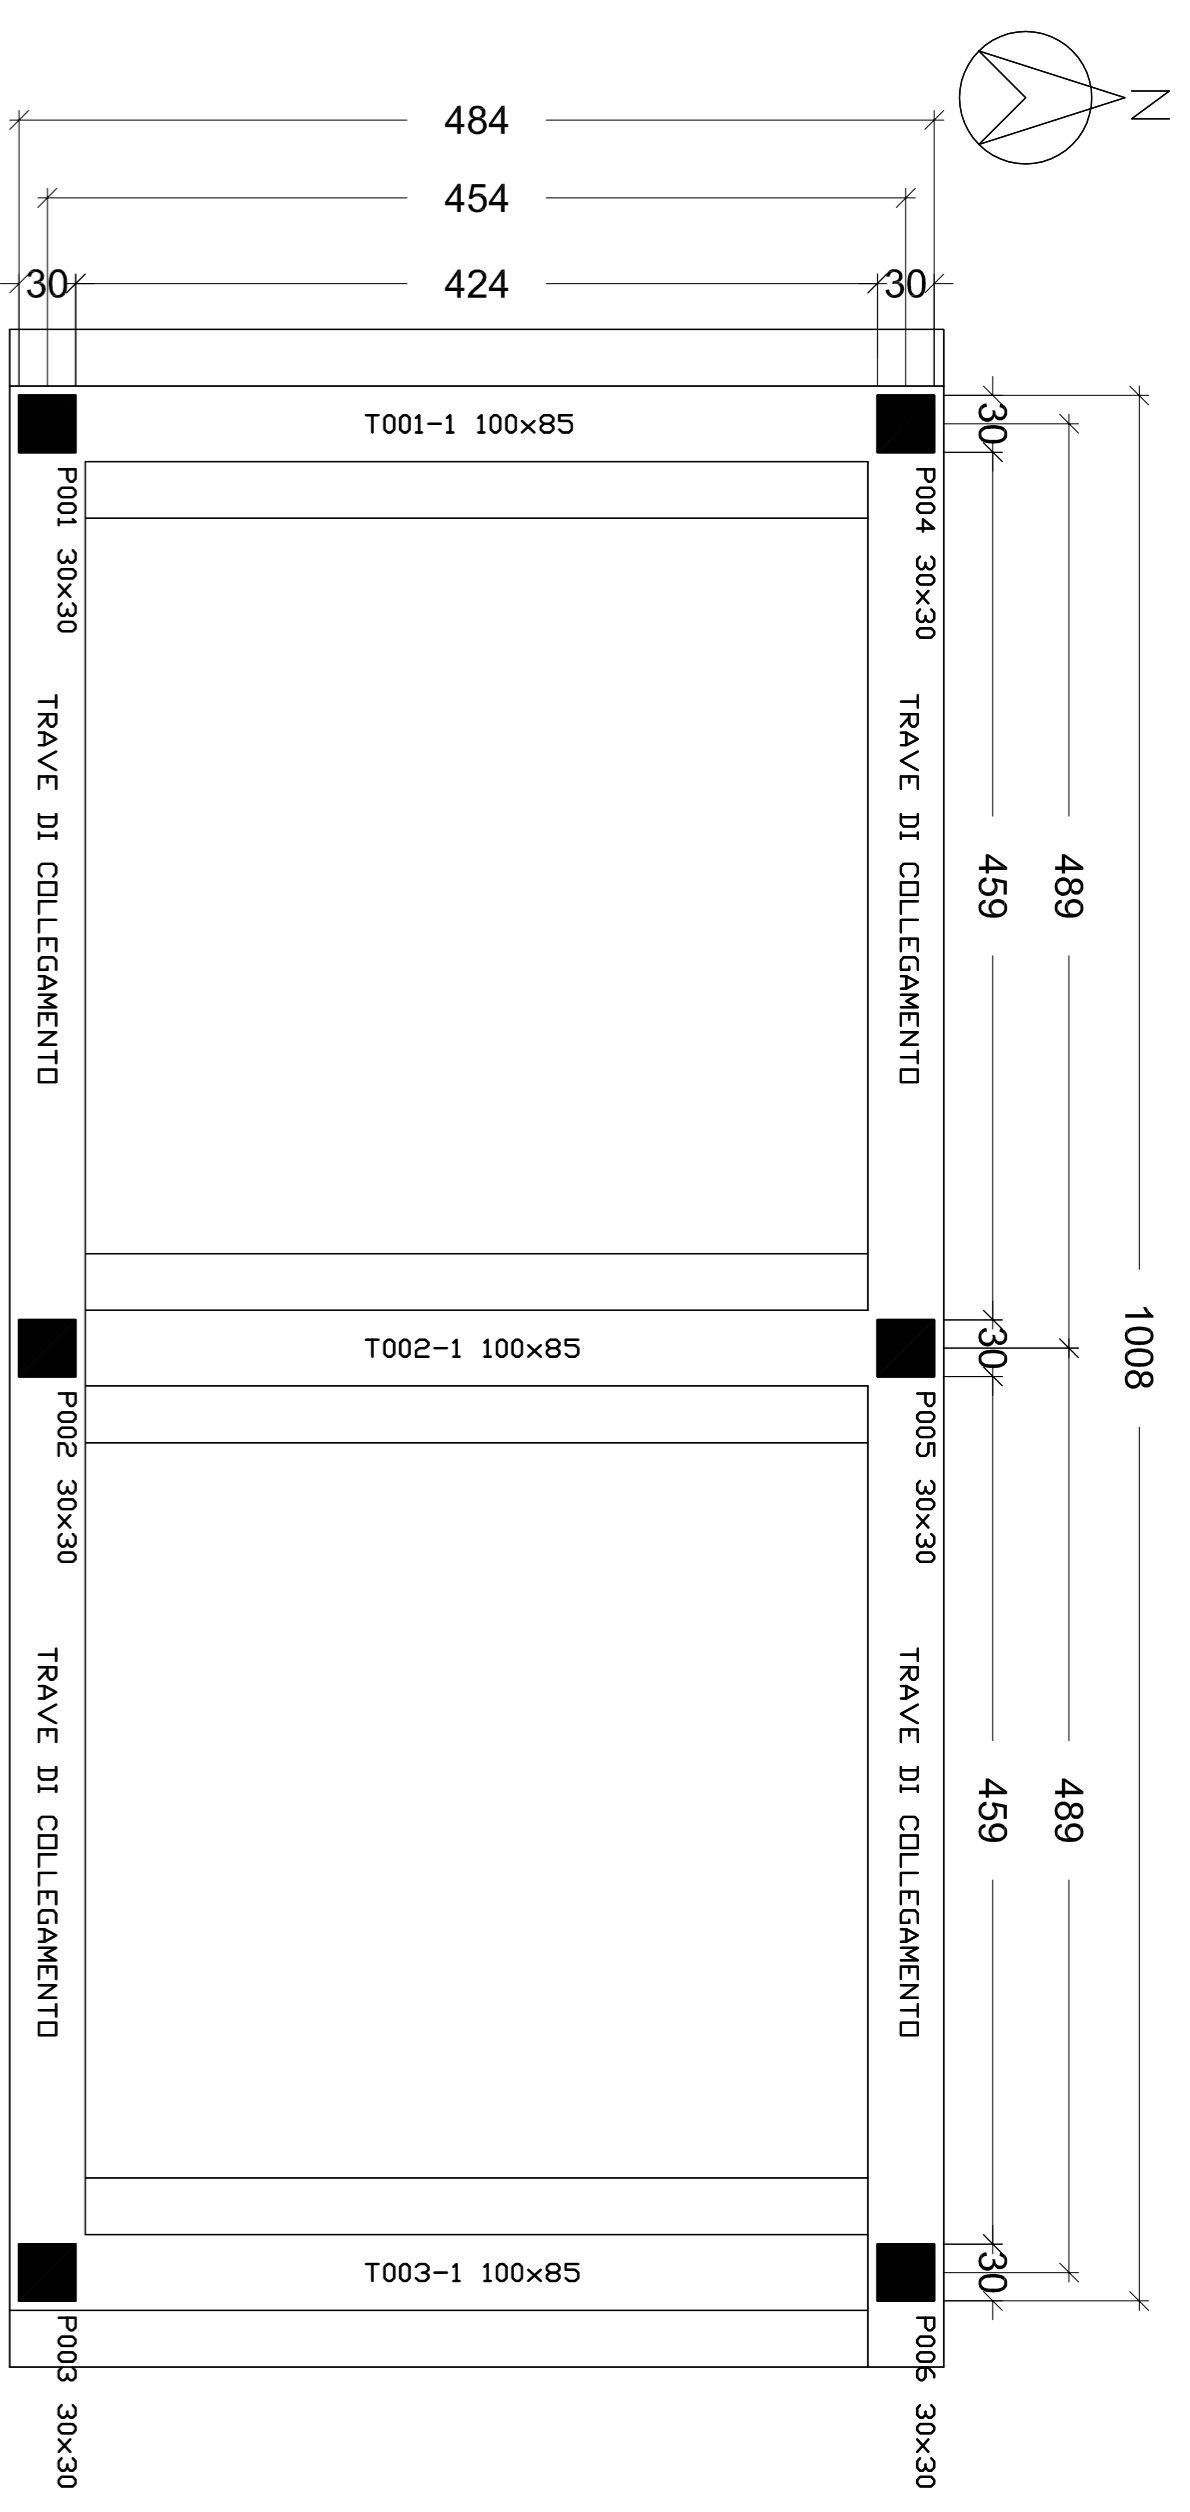 N
484
454
30
424
30
T001-1 100x85
30
P001 30x30
P004 30x30
TRAVE DI COLLEGAMENTO
TRAVE DI COLLEGAMENTO
459
489
1008
T002-1 100x85
30
P002 30x30
P005 30x30
TRAVE DI COLLEGAMENTO
TRAVE DI COLLEGAMENTO
459
489
T003-1 100x85
30
P003 30x30
P006 30x30